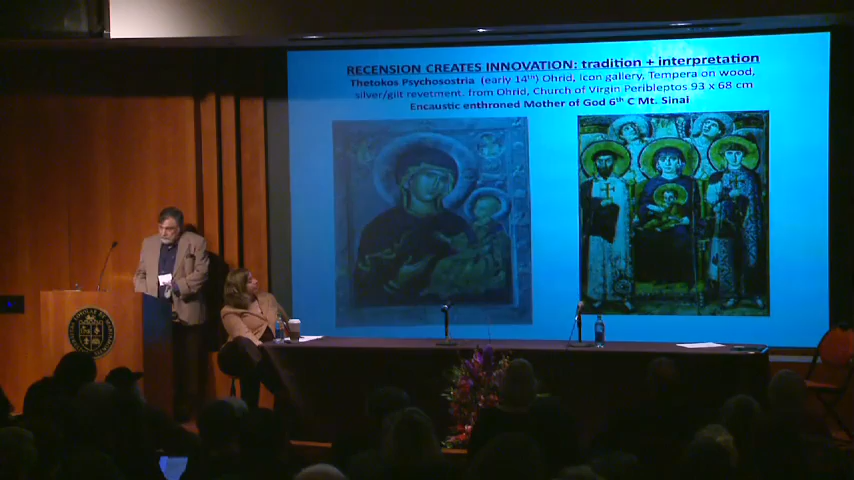 RECENSION CREATES INNOVATION: tradition + interpretation
Thetokos Psychosostria (early 14th) Ohrid, Icon gallery, Tempera on wood,
silver/gilt revetment. from Ohrid, Church of Virgin Peribleptos 93 x 68 cm
Encaustic enthroned Mother of God 6th C Mt. Sinai